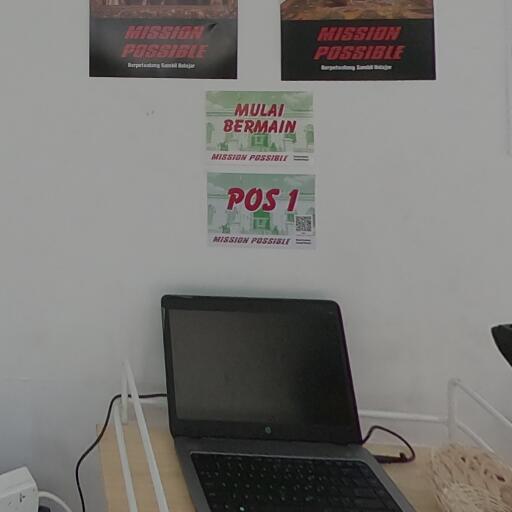 MISSION
POSSIBLE
Berpetualang Sambil Belajar
MISSION
POSSIBLE
Berpetualang Sambil Belajar
MULAI
BERMAIN
MISSION POSSIBLE
POS 1
MISSION POSSIBLE